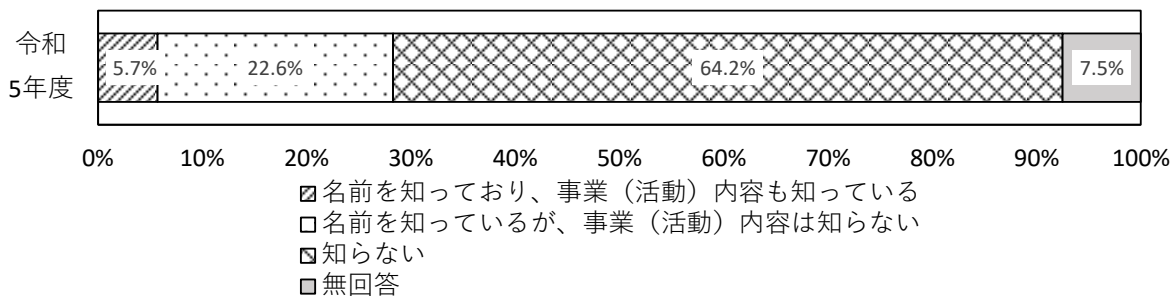 令和
5年度
5.7% 22.6% 64.2% 7.5%
0% 10% 20% 30% 40% 50% 60% 70% 80% 90% 100%
名前を知っており、事業（活動）内容も知っている
名前を知っているが、事業（活動）内容は知らない
知らない
無回答